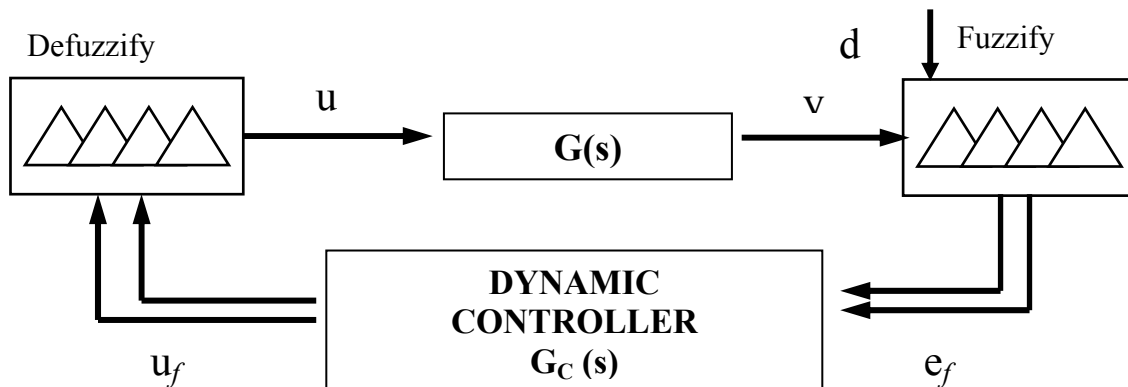 Defuzzify
d
Fuzzify
u
v
G(s)
DYNAMIC
CONTROLLER
G_C (s)
u_f
e_f